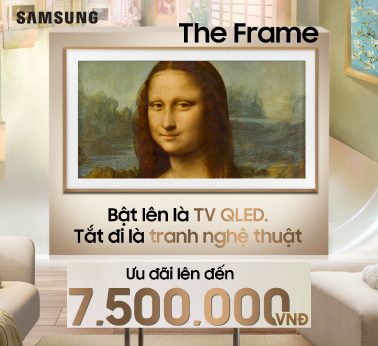 SAMSUNG
The Frame
Bật lên là TV QLED.
Tắt đi là tranh nghệ thuật
Ưu đãi lên đến
7.500.000 VNĐ